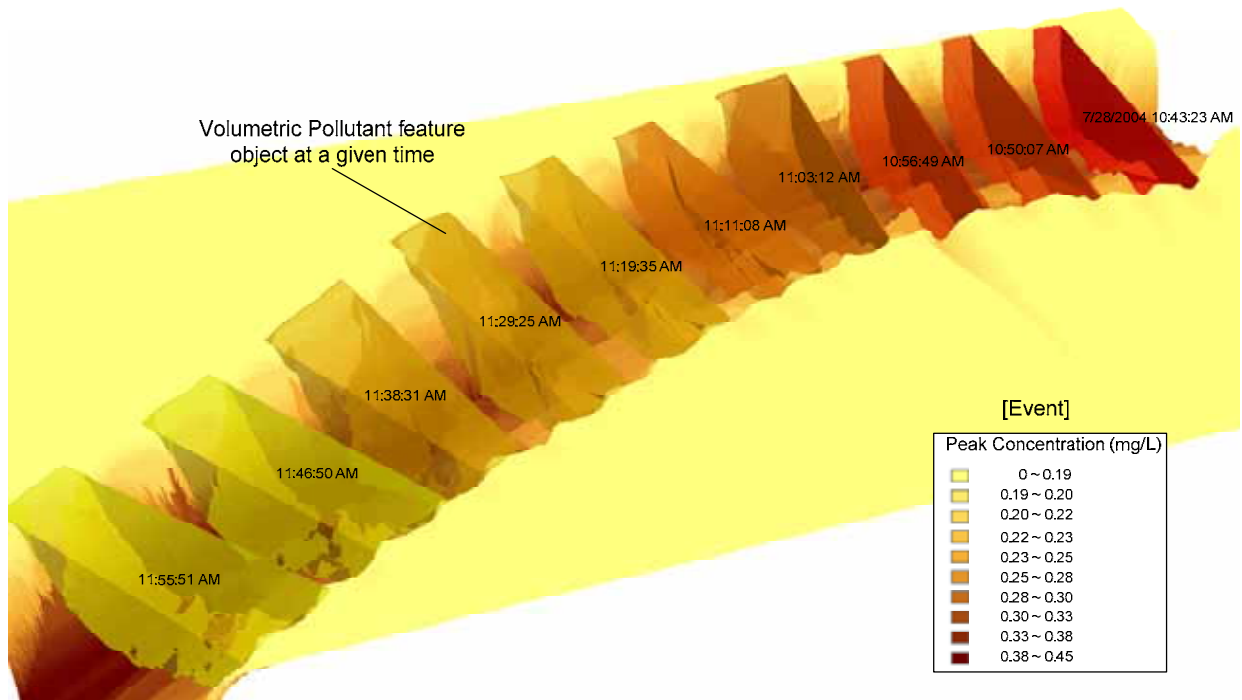 Volumetric Pollutant feature
object at a given time
7/28/2004 10:43:23 AM
10:50:07 AM
10:56:49 AM
11:03:12 AM
11:11:08 AM
11:19:35 AM
11:29:25 AM
11:38:31 AM
11:46:50 AM
11:55:51 AM
[Event]
Peak Concentration (mg/L)
0 ~ 0.19
0.19 ~ 0.20
0.20 ~ 0.22
0.22 ~ 0.23
0.23 ~ 0.25
0.25 ~ 0.28
0.28 ~ 0.30
0.30 ~ 0.33
0.33 ~ 0.38
0.38 ~ 0.45